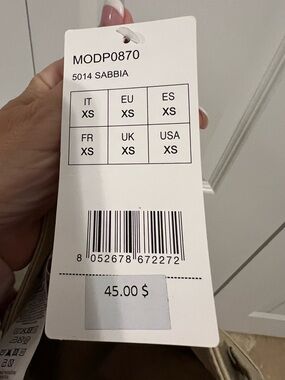 MODP0870
5014 SABBIA
IT EU ES
XS XS XS
FR UK USA
XS XS XS
8 052678 672272
45.00 $